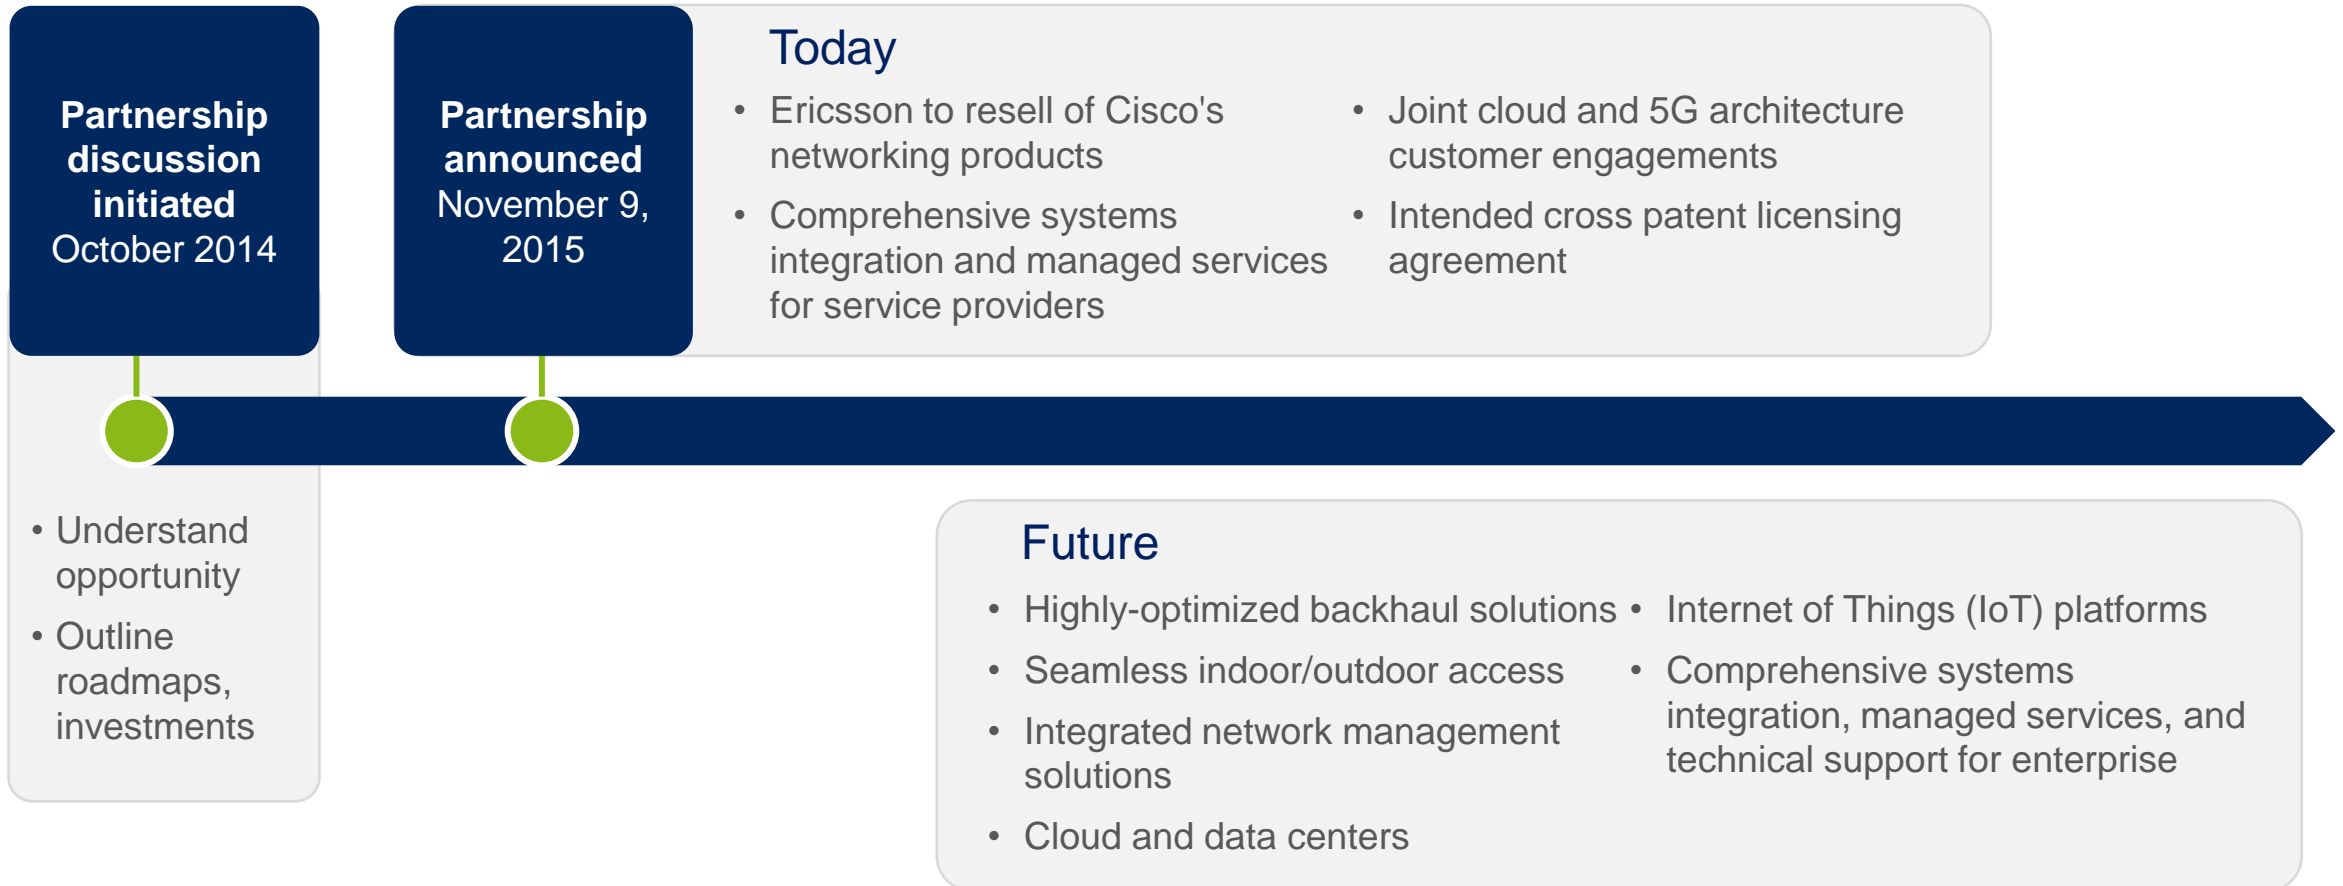 Partnership
discussion
initiated
October 2014
• Understand
opportunity
• Outline
roadmaps,
investments
Partnership
announced
November 9,
2015
Today
• Ericsson to resell of Cisco's
networking products
• Comprehensive systems
integration and managed services
for service providers
• Joint cloud and 5G architecture
customer engagements
• Intended cross patent licensing
agreement
Future
• Highly-optimized backhaul solutions
• Seamless indoor/outdoor access
• Integrated network management
solutions
• Cloud and data centers
• Internet of Things (IoT) platforms
• Comprehensive systems
integration, managed services, and
technical support for enterprise